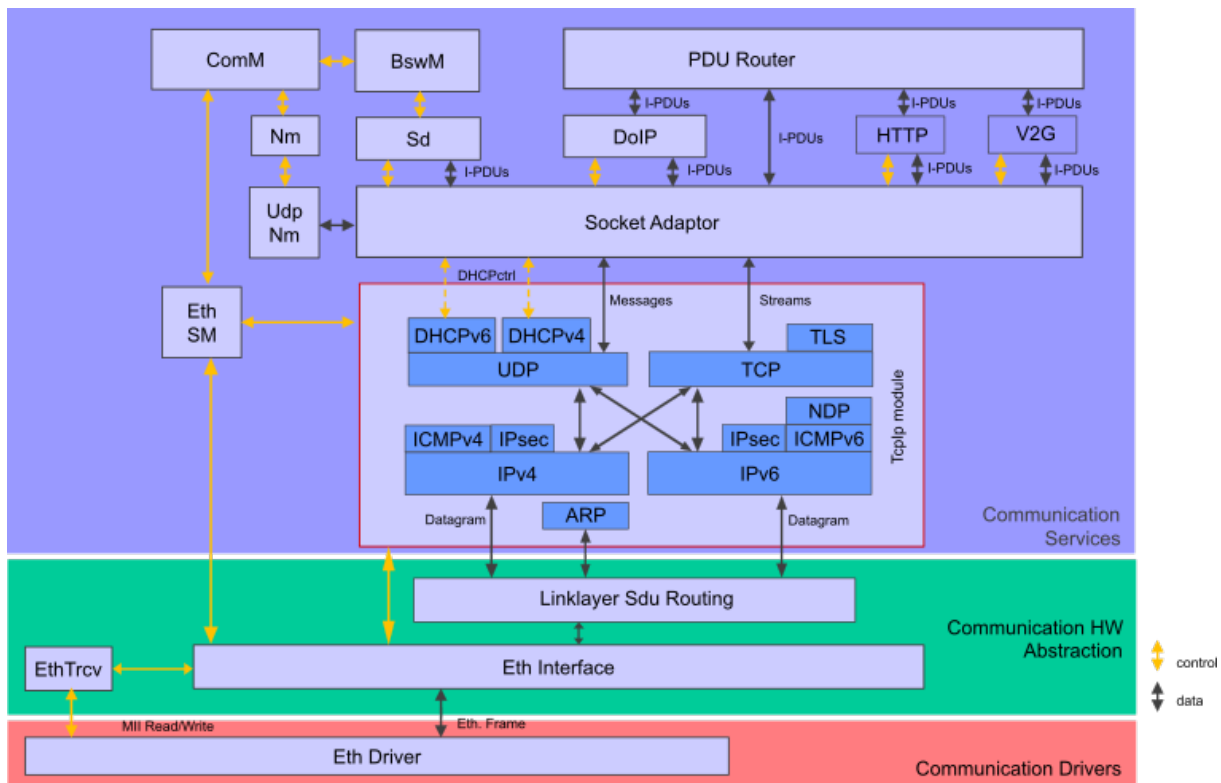 ComM
BswM
PDU Router
I-PDUs
I-PDUs
I-PDUs
Nm
Sd
DoIP
HTTP
V2G
I-PDUs
I-PDUs
I-PDUs
I-PDUs
I-PDUs
Udp
Nm
Socket Adaptor
DHCPctrl
Messages
Streams
Eth
SM
DHCPv6
DHCPv4
TLS
UDP
TCP
NDP
ICMPv4
IPsec
IPsec
ICMPv6
IPv4
IPv6
TcpIp module
Datagram
ARP
Datagram
Communication
Services
Linklayer Sdu Routing
Communication HW
Abstraction
EthTrcv
Eth Interface
control
data
MII Read/Write
Eth. Frame
Eth Driver
Communication Drivers